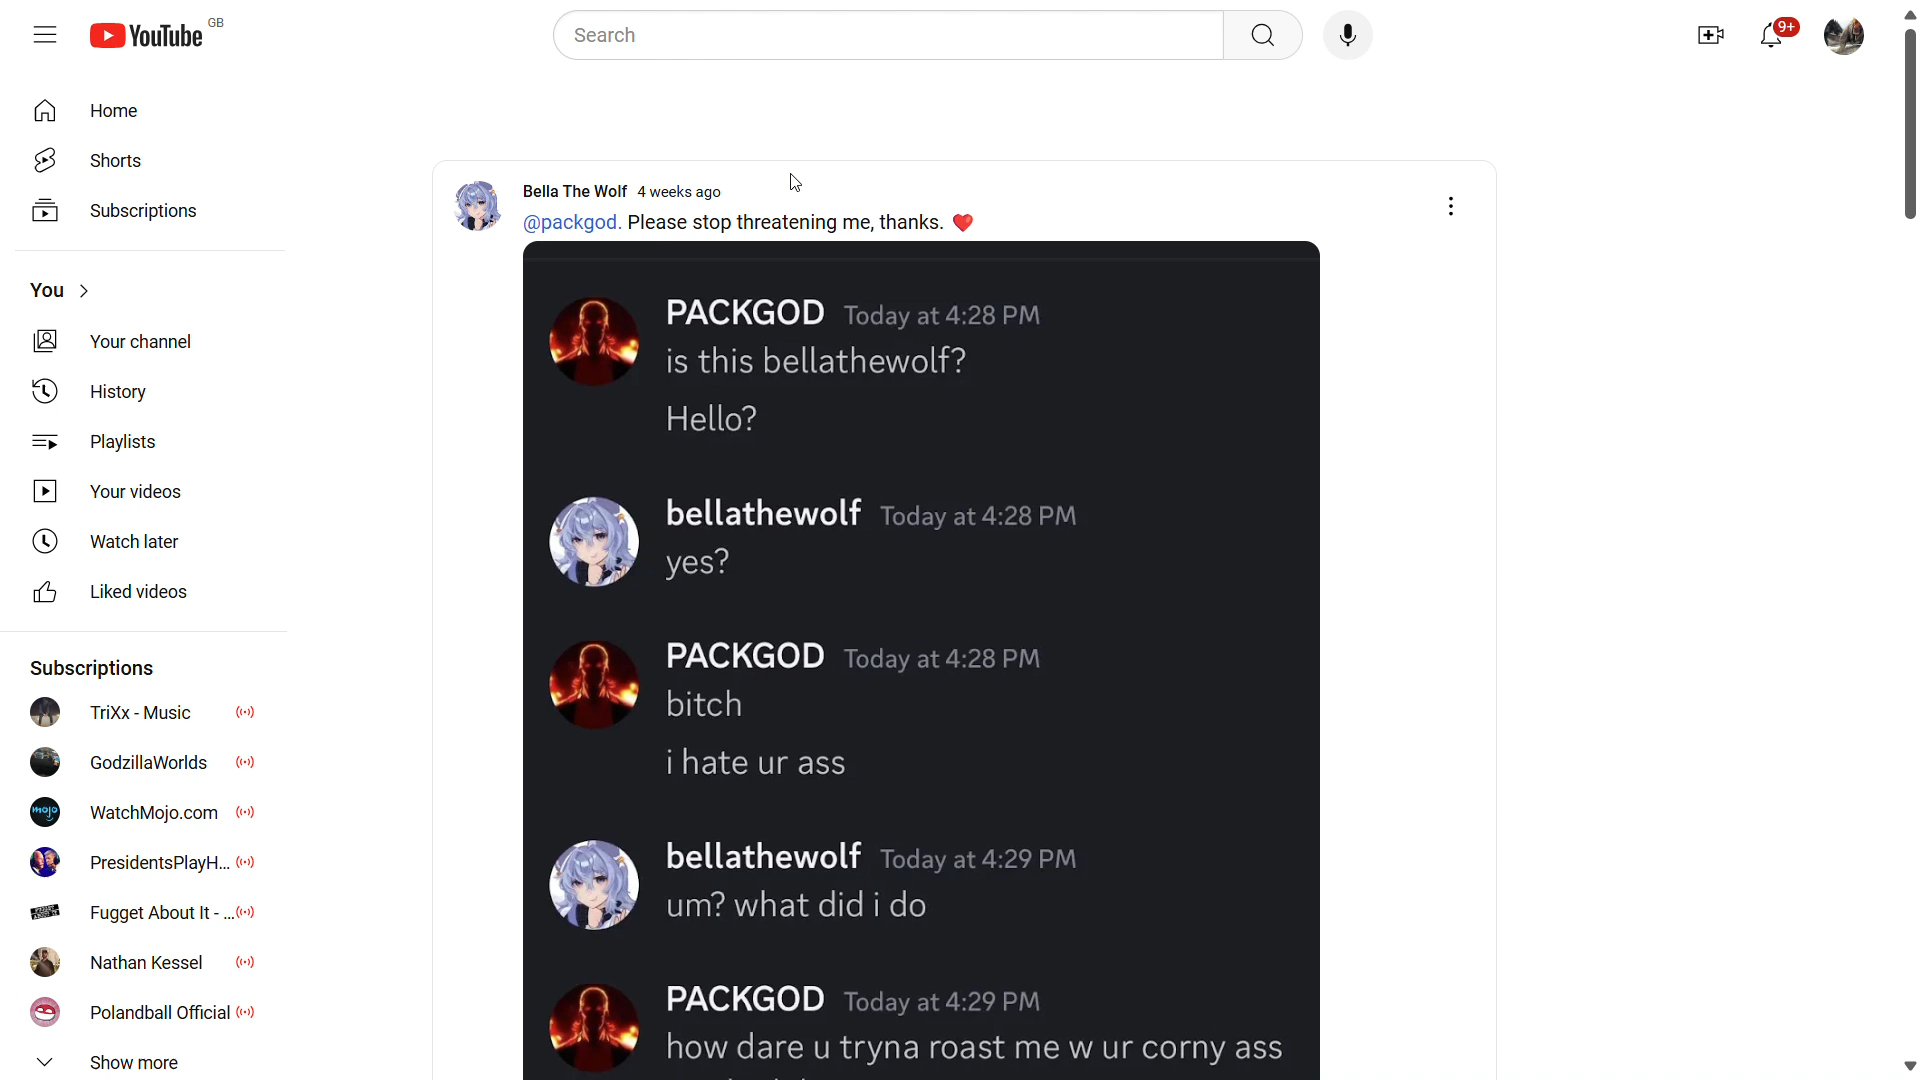 YouTube GB
Search
9+
Home
Shorts
Subscriptions
You
Your channel
History
Playlists
Your videos
Watch later
Liked videos
Subscriptions
TriXx - Music
GodzillaWorlds
mojo
WatchMojo.com
PresidentsPlayH...
Fugget About It - ...
Nathan Kessel
Polandball Official
Show more
Bella The Wolf 4 weeks ago
@packgod. Please stop threatening me, thanks. ❤️
PACKGOD Today at 4:28 PM
is this bellathewolf?
Hello?
bellathewolf Today at 4:28 PM
yes?
PACKGOD Today at 4:28 PM
bitch
i hate ur ass
bellathewolf Today at 4:29 PM
um? what did i do
PACKGOD Today at 4:29 PM
how dare u tryna roast me w ur corny ass